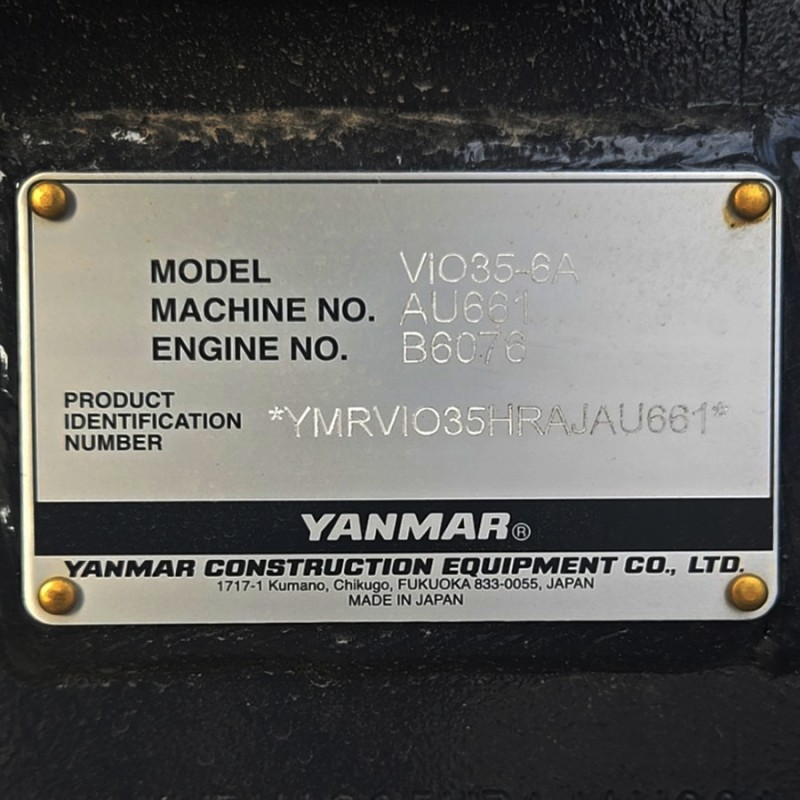 MODEL ViO35-6A
MACHINE NO. AU661
ENGINE NO. B6076
PRODUCT IDENTIFICATION NUMBER *YMRVIO35HRAJAU661*
YANMAR®
YANMAR CONSTRUCTION EQUIPMENT CO., LTD.
1717-1 Kumano, Chikugo, FUKUOKA 833-0055, JAPAN
MADE IN JAPAN